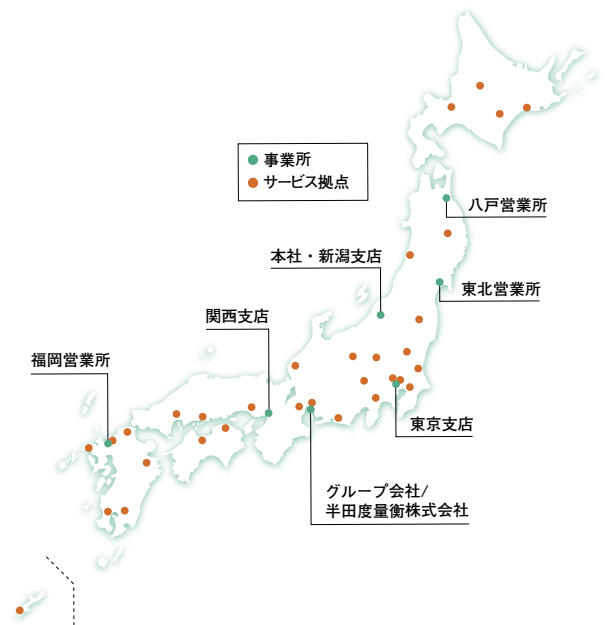 事業所
サービス拠点
八戸営業所
本社・新潟支店
東北営業所
関西支店
福岡営業所
東京支店
グループ会社/
半田度量衡株式会社